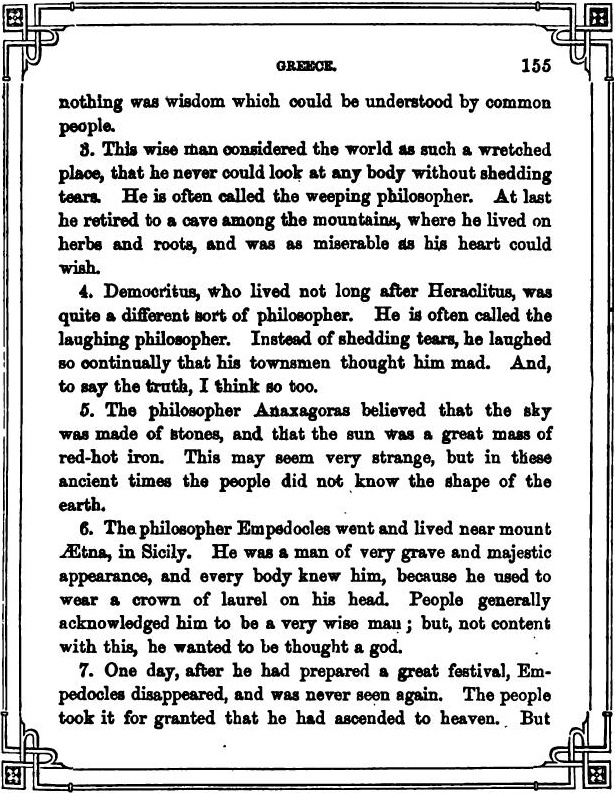 GREECE. 155
nothing was wisdom which could be understood by common
people.
3. This wise man considered the world as such a wretched
place, that he never could look at any body without shedding
tears. He is often called the weeping philosopher. At last
he retired to a cave among the mountains, where he lived on
herbs and roots, and was as miserable as his heart could
wish.
4. Democritus, who lived not long after Heraclitus, was
quite a different sort of philosopher. He is often called the
laughing philosopher. Instead of shedding tears, he laughed
so continually that his townsmen thought him mad. And,
to say the truth, I think so too.
5. The philosopher Anaxagoras believed that the sky
was made of stones, and that the sun was a great mass of
red-hot iron. This may seem very strange, but in these
ancient times the people did not know the shape of the
earth.
6. The philosopher Empedocles went and lived near mount
Ætna, in Sicily. He was a man of very grave and majestic
appearance, and every body knew him, because he used to
wear a crown of laurel on his head. People generally
acknowledged him to be a very wise man; but, not content
with this, he wanted to be thought a god.
7. One day, after he had prepared a great festival, Em-
pedocles disappeared, and was never seen again. The people
took it for granted that he had ascended to heaven. But